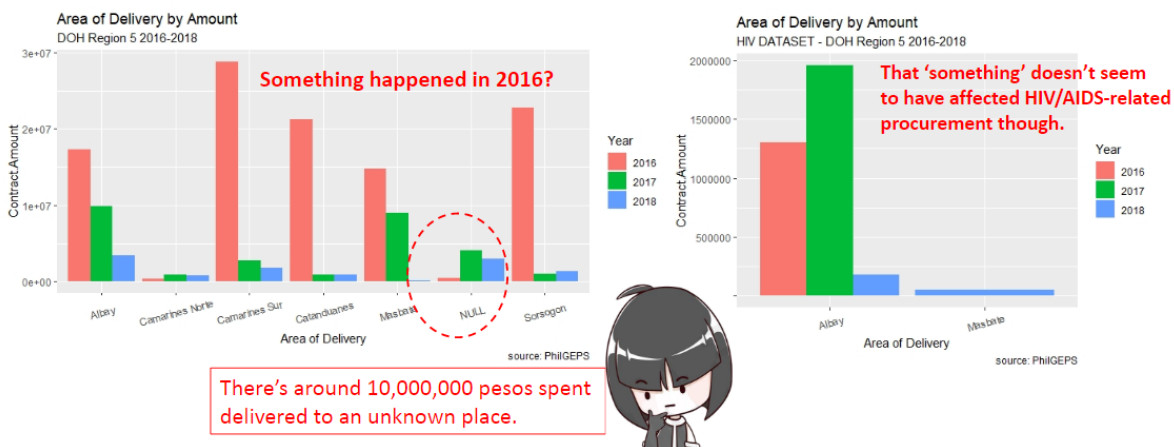 Area of Delivery by Amount
DOH Region 5 2016-2018
3e+07
2e+07
1e+07
0e+00
Contract.Amount
Something happened in 2016?
Albay
Camarines Norte
Camarines Sur
Catanduanes
Masbate
NULL
Sorsogon
Area of Delivery
source: PhilGEPS
Year
2016
2017
2018
There's around 10,000,000 pesos spent
delivered to an unknown place.
Area of Delivery by Amount
HIV DATASET - DOH Region 5 2016-2018
2000000
1500000
1000000
500000
Contract.Amount
That ‘something’ doesn’t seem
to have affected HIV/AIDS-related
procurement though.
Year
2016
2017
2018
Albay
Masbate
Area of Delivery
source: PhilGEPS